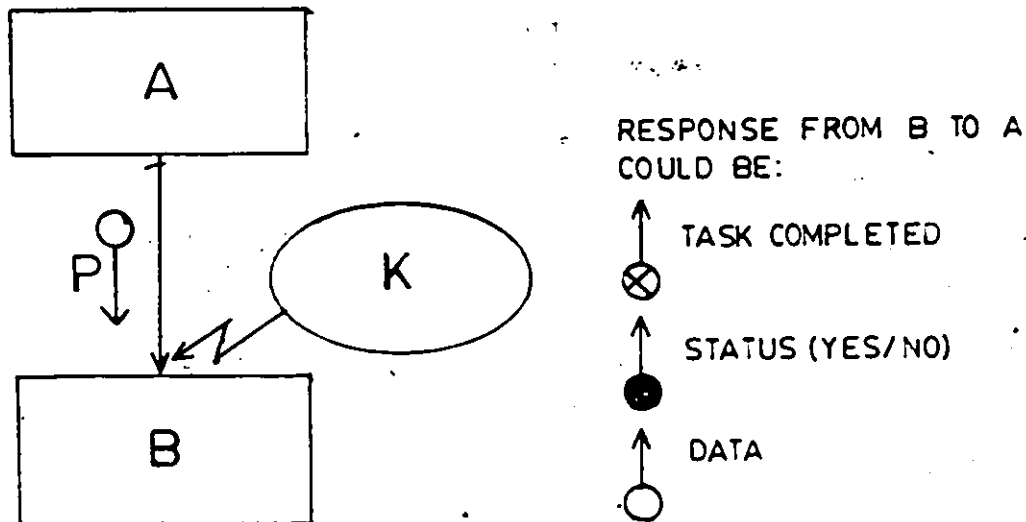 A
P
K
B
RESPONSE FROM B TO A
COULD BE:
TASK COMPLETED
STATUS (YES/NO)
DATA